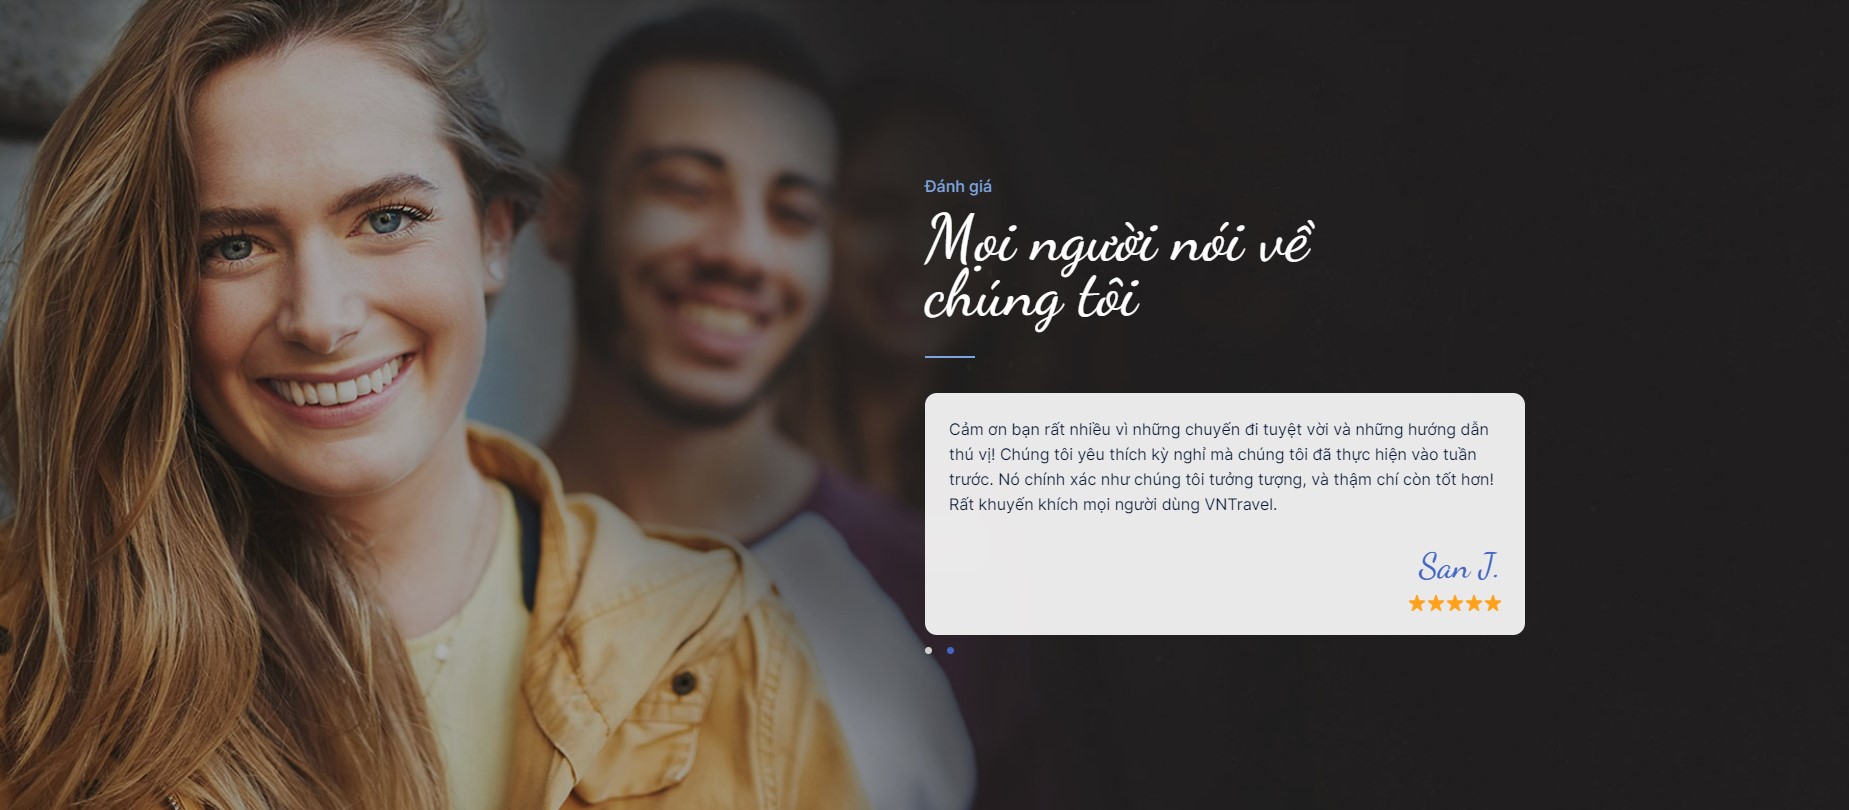 Đánh giá
Mọi người nói về
chúng tôi
Cảm ơn bạn rất nhiều vì những chuyến đi tuyệt vời và những hướng dẫn
thú vị! Chúng tôi yêu thích kỳ nghỉ mà chúng tôi đã thực hiện vào tuần
trước. Nó chính xác như chúng tôi tưởng tượng, và thậm chí còn tốt hơn!
Rất khuyến khích mọi người dùng VNTravel.
San J.